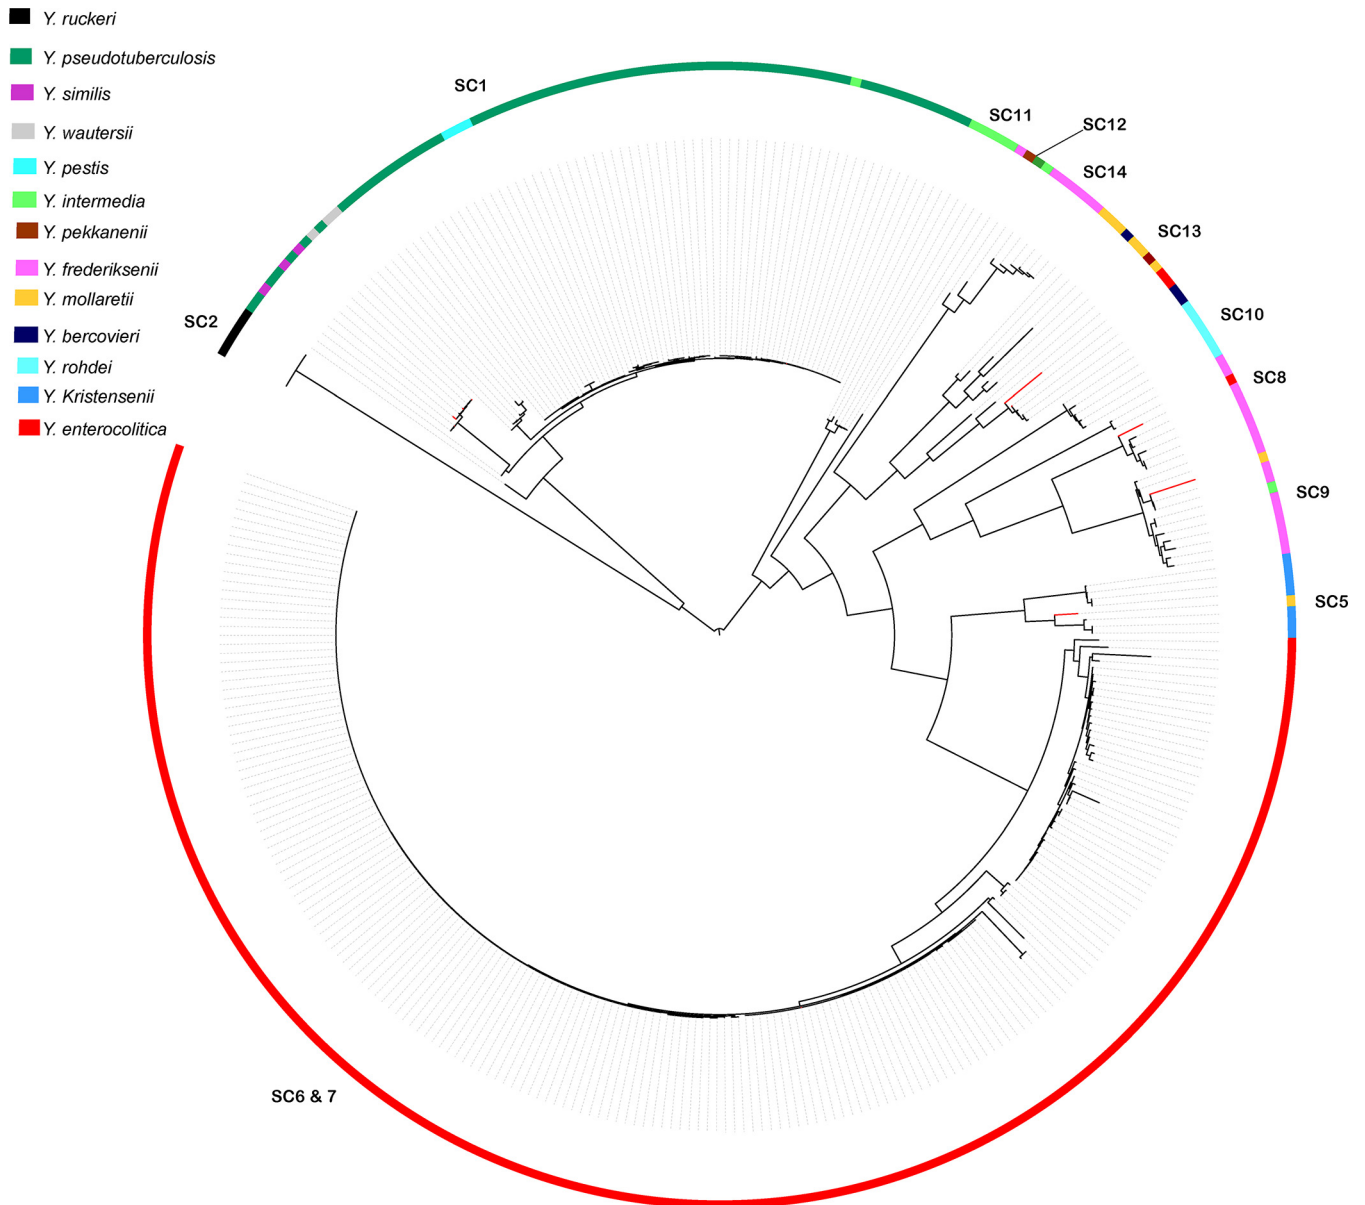 Y. ruckeri
Y. pseudotuberculosis
Y. similis
Y. wautersii
Y. pestis
Y. intermedia
Y. pekkanenii
Y. frederiksenii
Y. mollaretii
Y. bercovieri
Y. rohdei
Y. Kristensenii
Y. enterocolitica
SC1
SC11
SC12
SC14
SC13
SC2
SC10
SC8
SC9
SC5
SC6 & 7